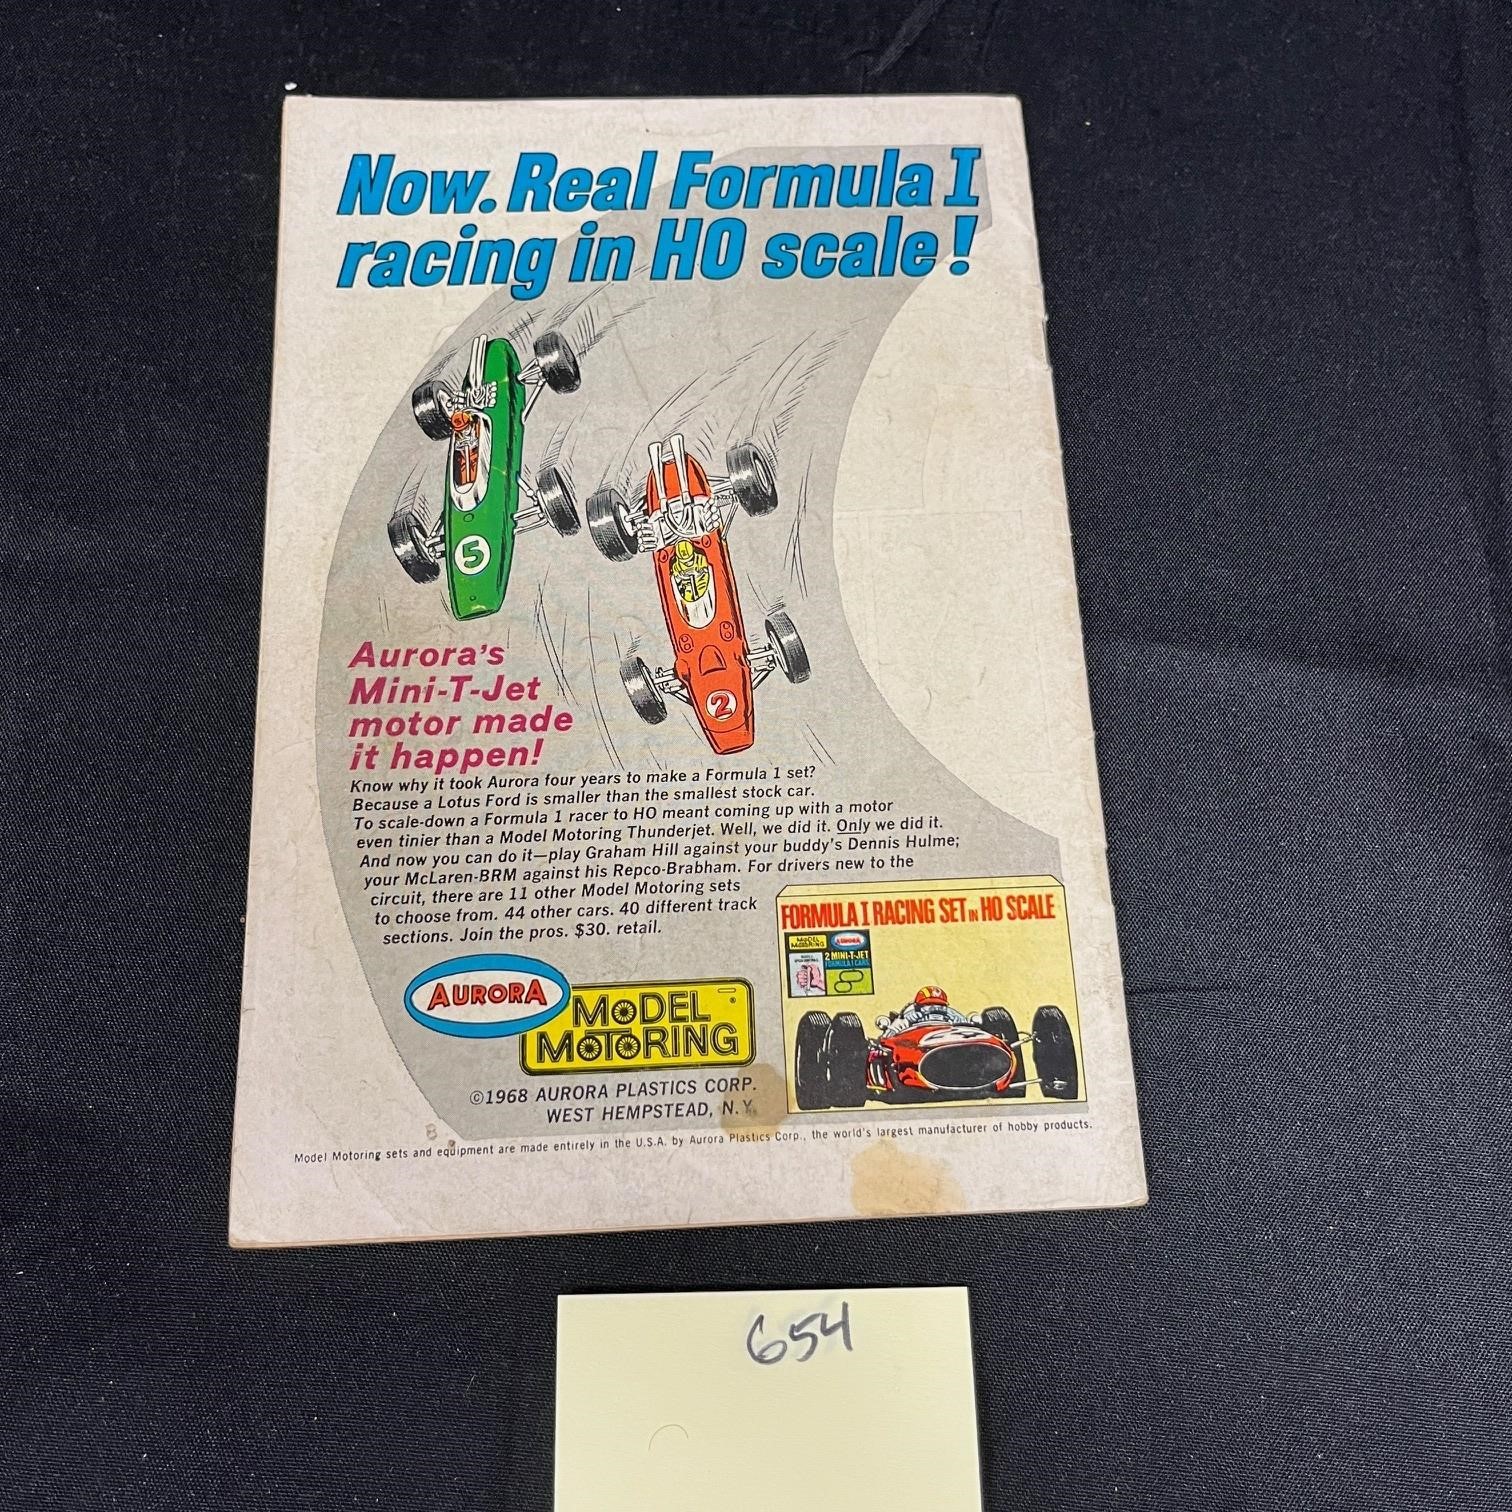 Now. Real Formula I
racing in HO scale!
5
2
Aurora's
Mini-T-Jet
motor made
it happen!
Know why it took Aurora four years to make a Formula 1 set?
Because a Lotus Ford is smaller than the smallest stock car.
To scale-down a Formula 1 racer to HO meant coming up with a motor
even tinier than a Model Motoring Thunderjet. Well, we did it. Only we did it.
And now you can do it—play Graham Hill against your buddy's Dennis Hulme;
your McLaren-BRM against his Repco-Brabham. For drivers new to the
circuit, there are 11 other Model Motoring sets
to choose from. 44 other cars. 40 different track
sections. Join the pros. $30. retail.
FORMULA I RACING SET IN HO SCALE
MODEL MOTORING
AURORA
2 MINI-T-JET
FORMULA I CARS
AURORA
MODEL
MOTORING
®
©1968 AURORA PLASTICS CORP.
WEST HEMPSTEAD, N.Y.
Model Motoring sets and equipment are made entirely in the U.S.A. by Aurora Plastics Corp., the world's largest manufacturer of hobby products.
654